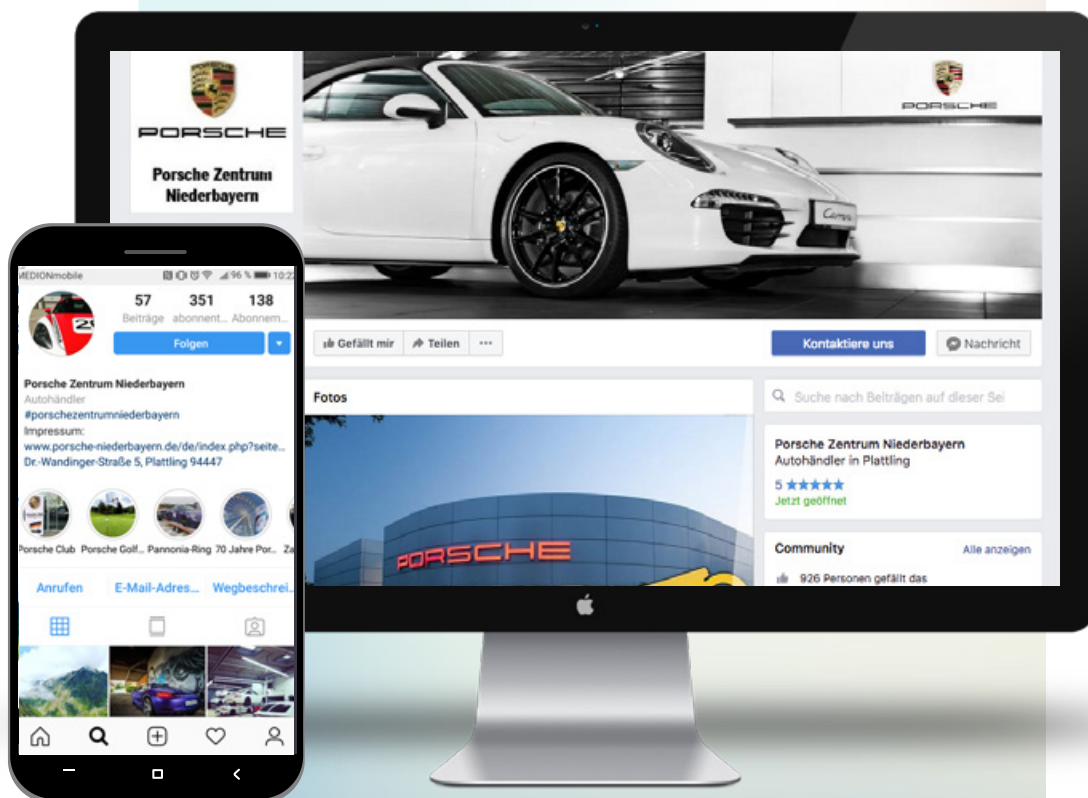 PORSCHE
Porsche Zentrum
Niederbayern
PORSCHE
Carrera
Gefällt mir
Teilen
Kontaktiere uns
Nachricht
Fotos
PORSCHE
Suche nach Beiträgen auf dieser Sei
Porsche Zentrum Niederbayern
Autohändler in Plattling
5 ★★★★★
Jetzt geöffnet
Community
Alle anzeigen
926 Personen gefällt das
MEDIONmobile
96 % 10:22
57 351 138
Beiträge abonnent... Abonnem...
Folgen
Porsche Zentrum Niederbayern
Autohändler
#porschezentrumniederbayern
Impressum:
www.porsche-niederbayern.de/de/index.php?seite...
Dr.-Wandinger-Straße 5, Plattling 94447
Porsche Club Porsche Golf... Pannonia-Ring 70 Jahre Por... Za
Anrufen E-Mail-Adres... Wegbeschrei...